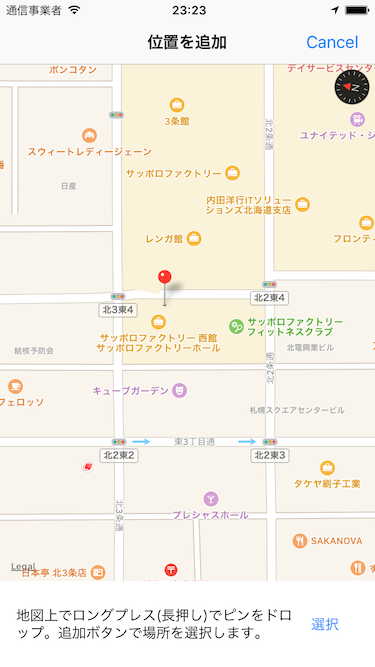 通信事業者 23:23
位置を追加 Cancel
ポンコタン
デイサービスセンタ
3条館
ユナイテッド・シ
スウィートレディージェーン
北2条通
サッポロファクトリー
日産
内田洋行ITソリュー
ションズ北海道支店
レンガ館
フロンティ
北3東4
北2東4
サッポロファクトリー
フィットネスクラブ
サッポロファクトリー 西館
サッポロファクトリーホール
結核予防会
北電興業ビル
北2条通
フェロッソ
キューブガーデン
札幌スクエアセンタービル
東3丁目通
北2東2
北2東3
タケヤ刷子工業
北3条通
プレシャスホール
SAKANOVA
Legal
日本亭 北3条店
地図上でロングプレス(長押し)でピンをドロ
ップ。追加ボタンで場所を選択します。
選択